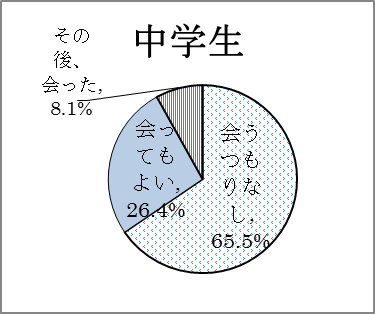 中学生
その
後、
会った,
8.1%
会っ
ても
よい,
26.4%
会う
つも
りな
し,
65.5%